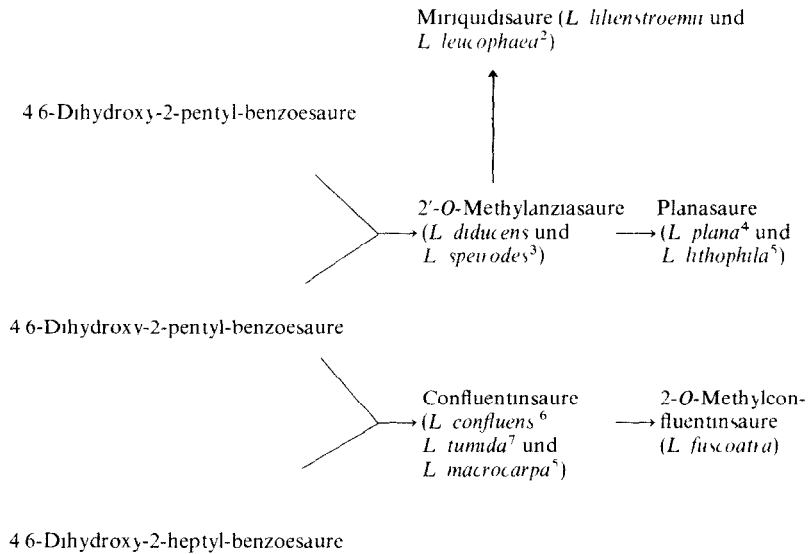 Miriquidisaure (L lilienstroemii und
L leucophaea²)
4 6-Dihydroxy-2-pentyl-benzoesaure
2'-O-Methylanziasaure
(L diducens und
L speirodes³)
Planasaure
(L plana⁴ und
L lithophila⁵)
4 6-Dihydroxy-2-pentyl-benzoesaure
Confluentinsaure
(L confluens ⁶
L tumida⁷ und
L macrocarpa⁵)
2-O-Methylcon-
fluentinsaure
(L fuscoatra)
4 6-Dihydroxy-2-heptyl-benzoesaure